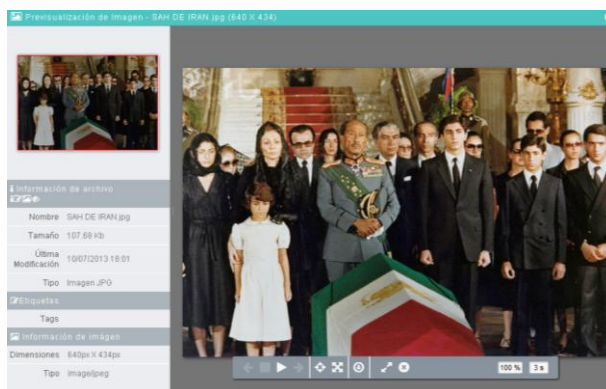 Previsualización de Imagen - SAH DE IRAN.jpg (640 X 434)
Información de archivo
Nombre SAH DE IRAN.jpg
Tamaño 107,68 Kb
Última Modificación 10/07/2013 18:01
Tipo Imagen JPG
Etiquetas
Tags
Información de imágen
Dimensiones 640px X 434px
Tipo image/jpeg
100 % 3 s